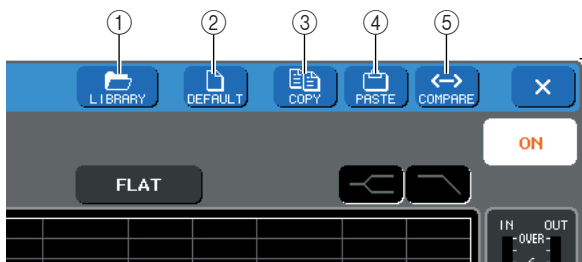 ① ② ③ ④ ⑤
LIBRARY DEFAULT COPY PASTE COMPARE
ON
FLAT
IN OUT
OVER